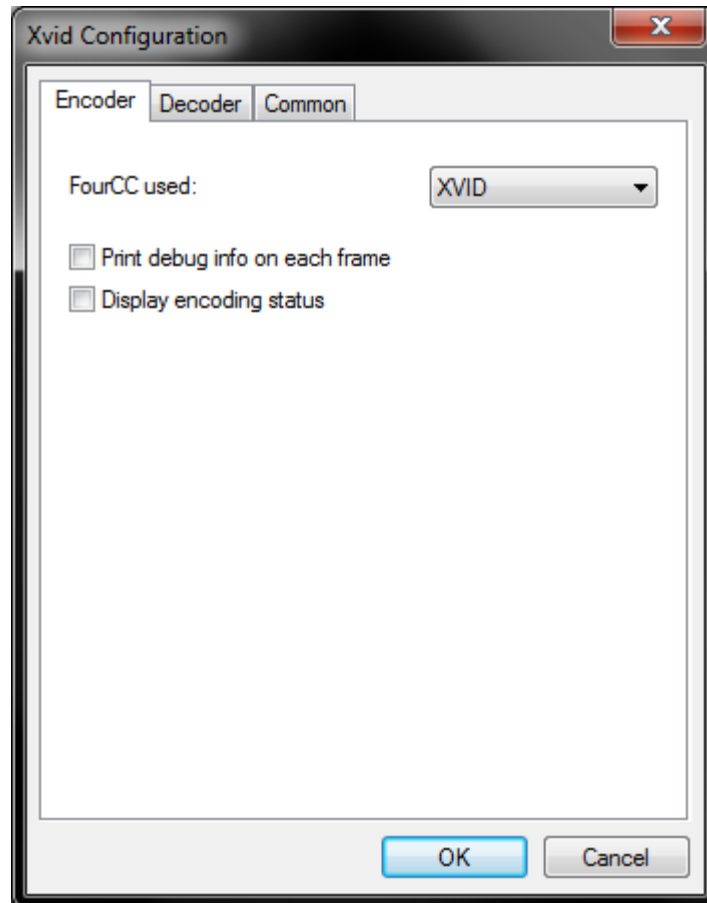 Xvid Configuration
Encoder Decoder Common
FourCC used: XVID
Print debug info on each frame
Display encoding status
OK Cancel